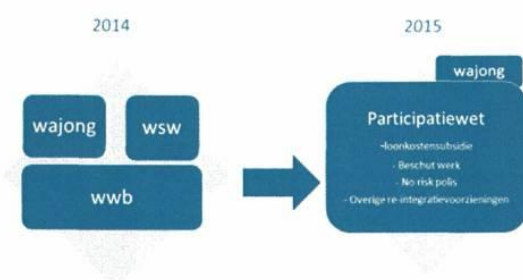 2014
2015
wajong
wsw
wwb
wajong
Participatiewet
-loonkostensubsidie
- Beschut werk
- No risk polis
- Overige re-integratievoorzieningen